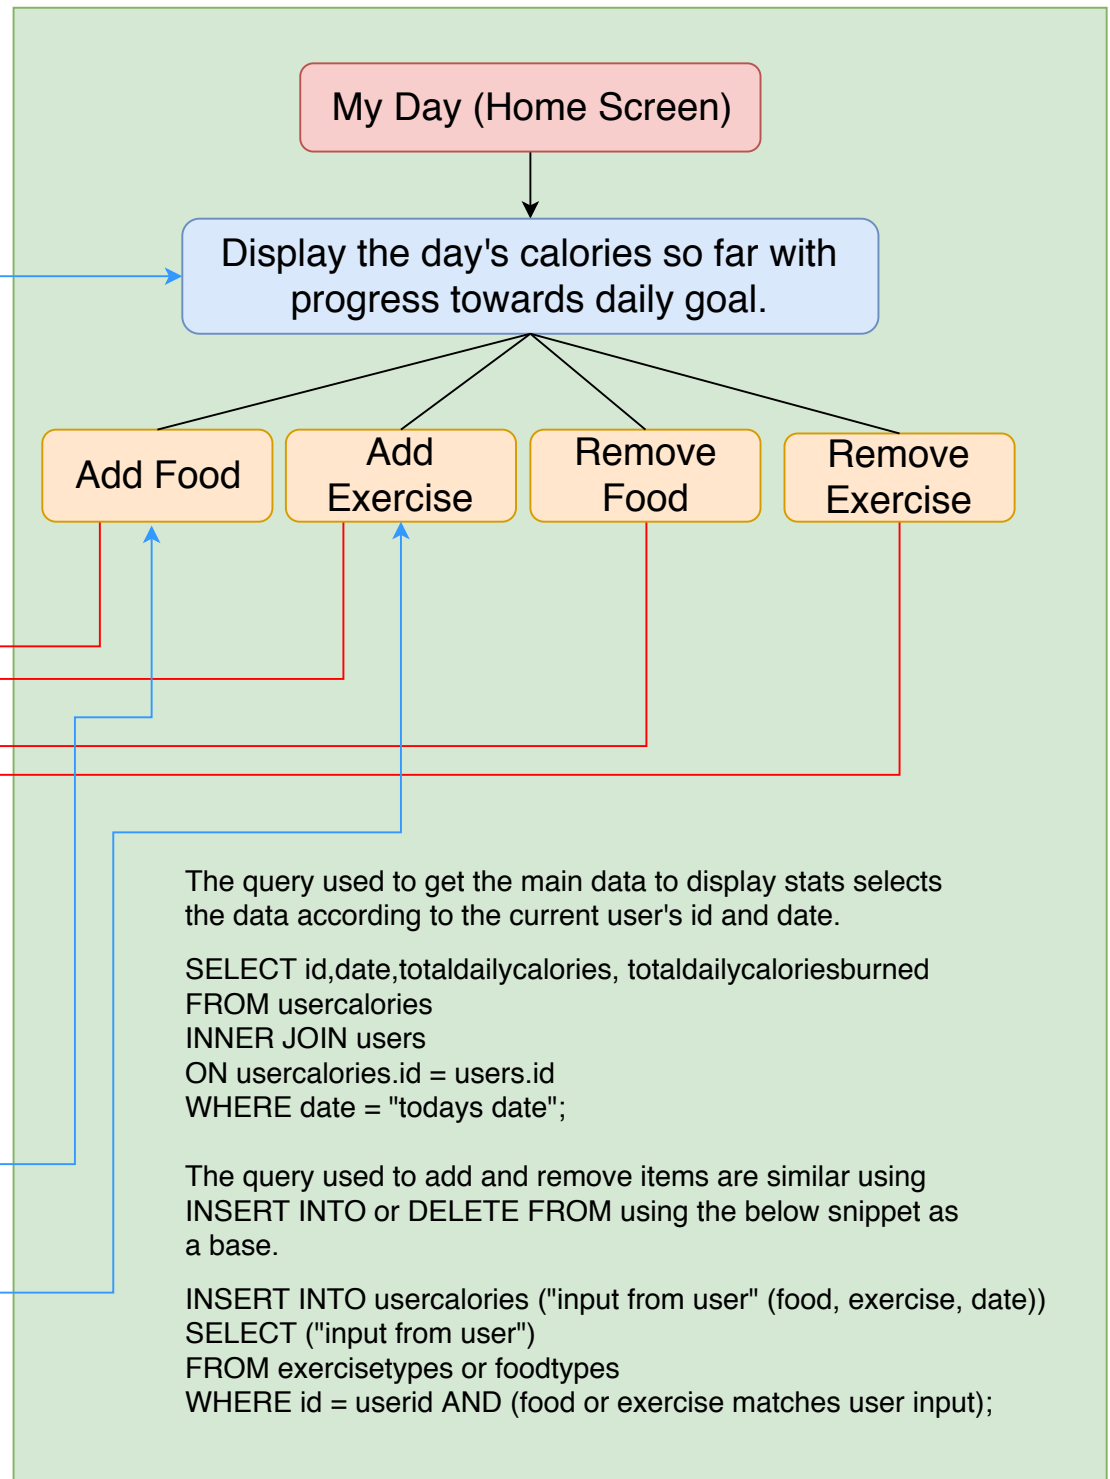 My Day (Home Screen)
Display the day's calories so far with
progress towards daily goal.
Add Food
Add
Exercise
Remove
Food
Remove
Exercise
The query used to get the main data to display stats selects
the data according to the current user's id and date.
SELECT id,date,totaldailycalories, totaldailycaloriesburned
FROM usercalories
INNER JOIN users
ON usercalories.id = users.id
WHERE date = "todays date";
The query used to add and remove items are similar using
INSERT INTO or DELETE FROM using the below snippet as
a base.
INSERT INTO usercalories ("input from user" (food, exercise, date))
SELECT ("input from user")
FROM exercisetypes or foodtypes
WHERE id = userid AND (food or exercise matches user input);